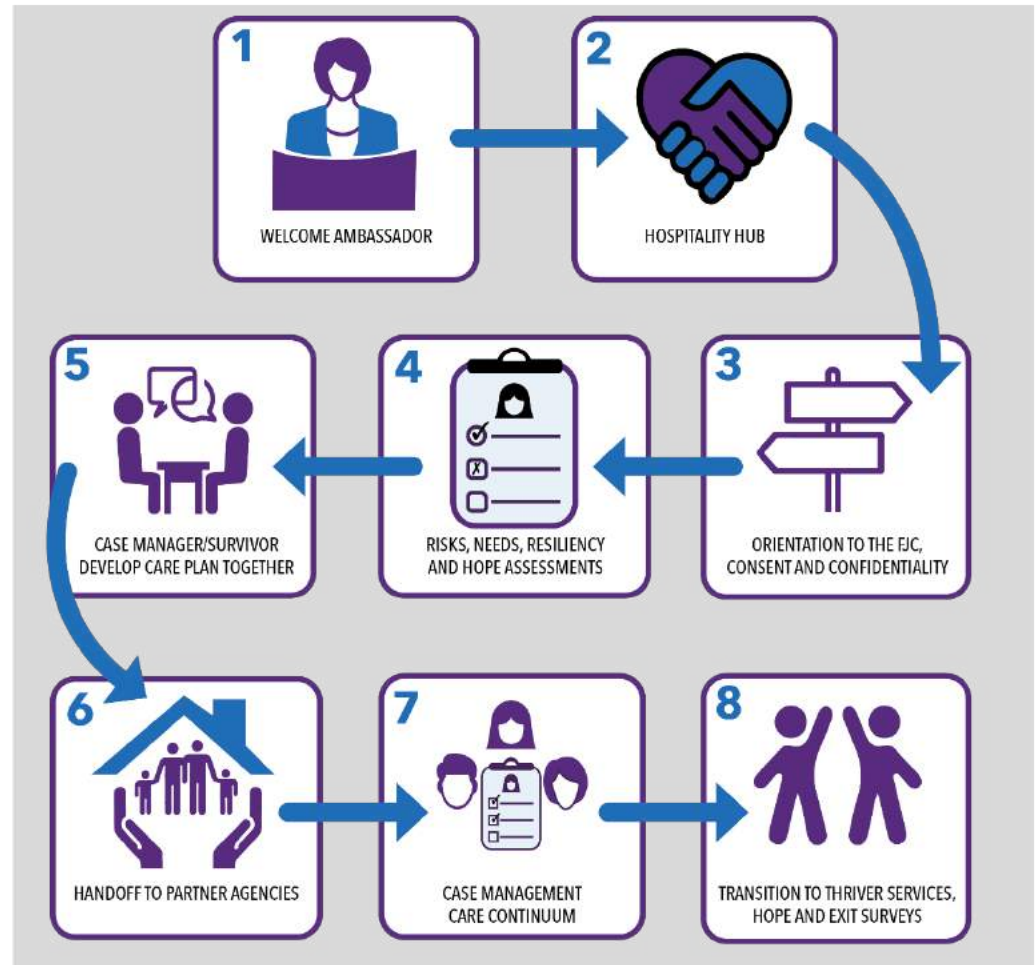 1
WELCOME AMBASSADOR
2
HOSPITALITY HUB
3
ORIENTATION TO THE FJC,
CONSENT AND CONFIDENTIALITY
4
RISKS, NEEDS, RESILIENCY
AND HOPE ASSESSMENTS
5
CASE MANAGER/SURVIVOR
DEVELOP CARE PLAN TOGETHER
6
HANDOFF TO PARTNER AGENCIES
7
CASE MANAGEMENT
CARE CONTINUUM
8
TRANSITION TO THRIVER SERVICES,
HOPE AND EXIT SURVEYS